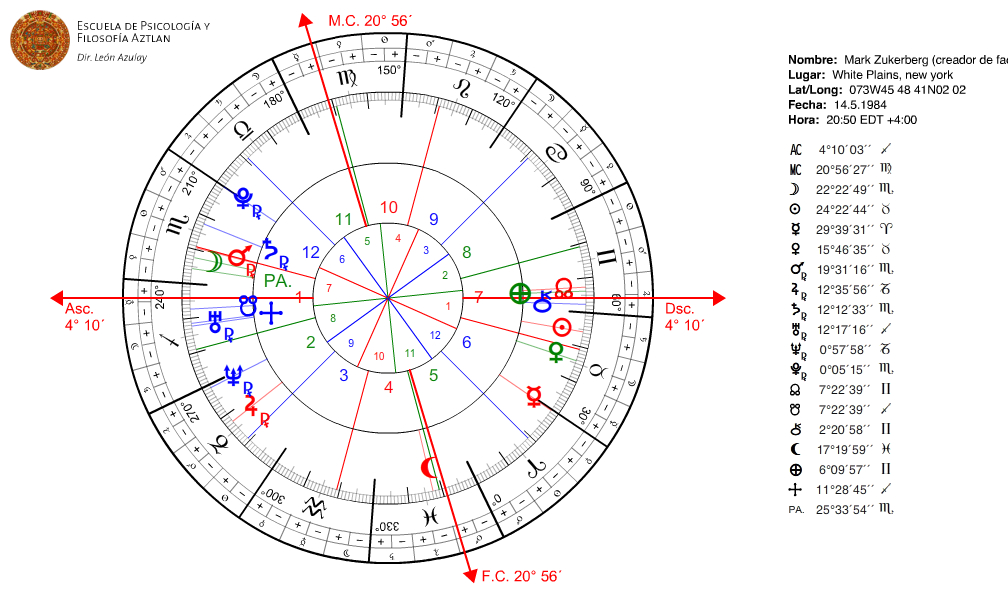 ESCUELA DE PSICOLOGÍA Y
FILOSOFÍA AZTLAN
Dir. León Azulay
M.C. 20° 56´
150°
120°
90°
60°
30°
0°
330°
300°
270°
240°
210°
180°
Asc.
4° 10´
Dsc.
4° 10´
F.C. 20° 56´
PA.
1
2
3
4
5
6
7
8
9
10
11
12
1
2
3
4
5
6
7
8
9
10
11
12
Nombre: Mark Zukerberg (creador de fa
Lugar: White Plains, new york
Lat/Long: 073W45 48 41N02 02
Fecha: 14.5.1984
Hora: 20:50 EDT +4:00
AC 4°10´03´´ ♐
MC 20°56´27´´ ♍
☽ 22°22´49´´ ♏
☉ 24°22´44´´ ♉
☿ 29°39´31´´ ♈
♀ 15°46´35´´ ♉
♂℞ 19°31´16´´ ♏
♃℞ 12°35´56´´ ♑
♄℞ 12°12´33´´ ♏
♅℞ 12°17´16´´ ♐
♆℞ 0°57´58´´ ♑
♇℞ 0°05´15´´ ♏
☊ 7°22´39´´ ♊
☋ 7°22´39´´ ♐
⚷ 2°20´58´´ ♊
⚸ 17°19´59´´ ♓
⊕ 6°09´57´´ ♊
☩ 11°28´45´´ ♐
PA. 25°33´54´´ ♏